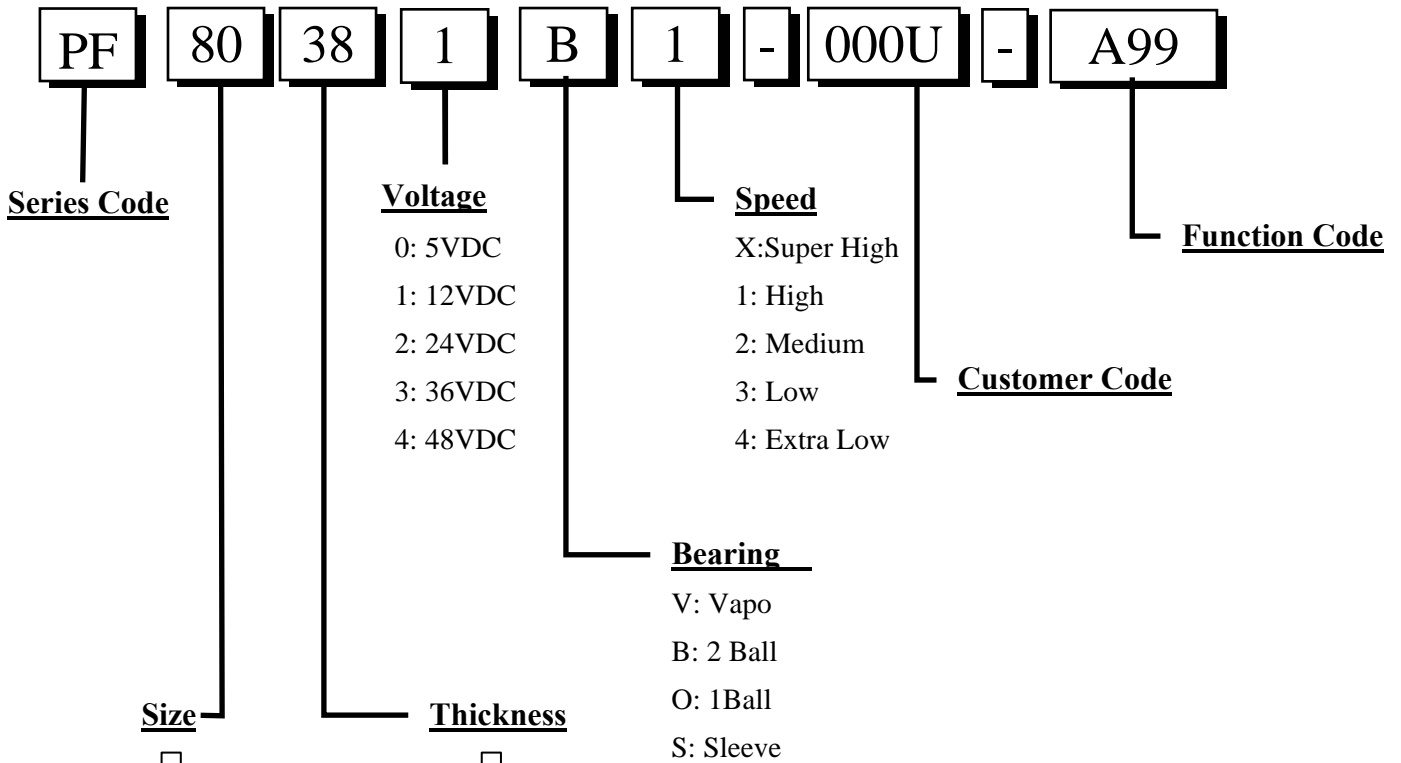 PF 80 38 1 B 1 - 000U - A99
Series Code
Voltage
0: 5VDC
1: 12VDC
2: 24VDC
3: 36VDC
4: 48VDC
Speed
X:Super High
1: High
2: Medium
3: Low
4: Extra Low
Function Code
Customer Code
Bearing
V: Vapo
B: 2 Ball
O: 1Ball
S: Sleeve
Size
Thickness